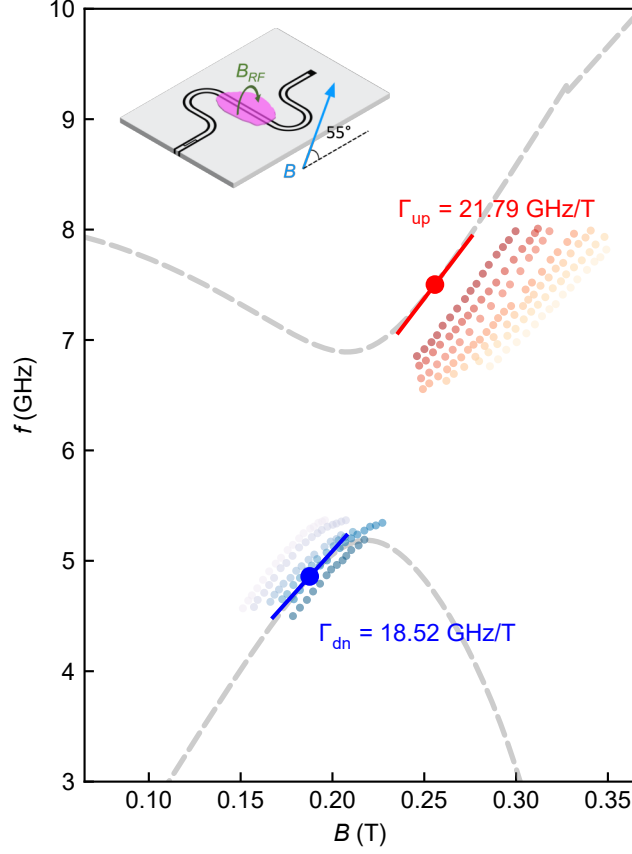 10
9
8
7
6
5
4
3
f (GHz)
B_RF
55°
B
Γ_up = 21.79 GHz/T
Γ_dn = 18.52 GHz/T
0.10 0.15 0.20 0.25 0.30 0.35
B (T)